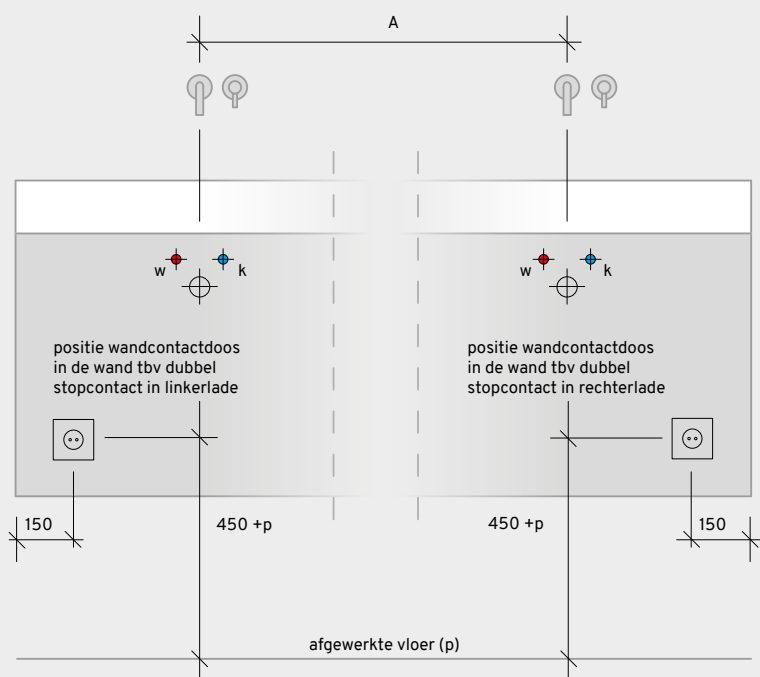 A
w
k
w
k
positie wandcontactdoos
in de wand tbv dubbel
stopcontact in linkerlade
positie wandcontactdoos
in de wand tbv dubbel
stopcontact in rechterlade
150
450 +p
450 +p
150
afgewerkte vloer (p)